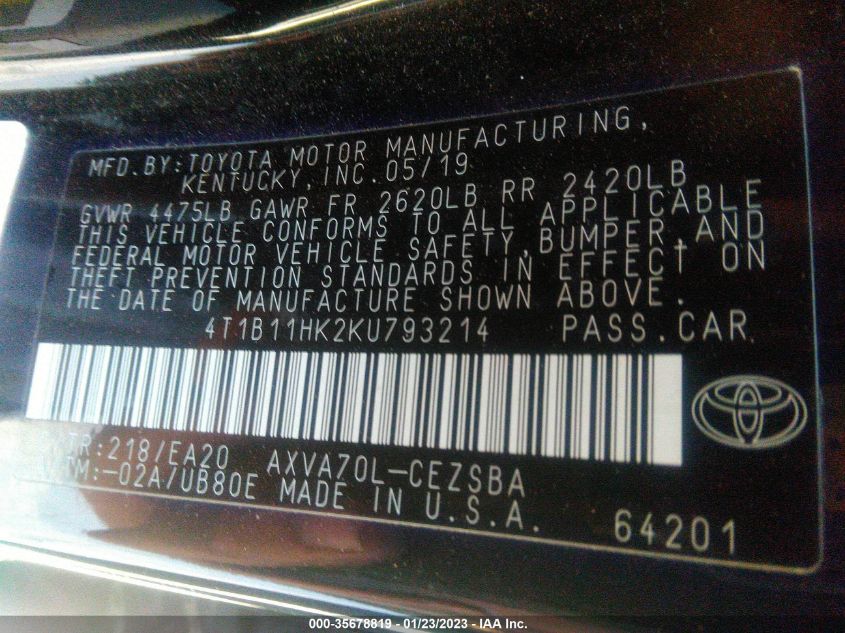 MFD.BY:TOYOTA MOTOR MANUFACTURING,
KENTUCKY,INC.05/19
GVWR 4475LB GAWR FR 2620LB RR 2420LB
THIS VEHICLE CONFORMS TO ALL APPLICABLE
FEDERAL MOTOR VEHICLE SAFETY,BUMPER,AND
THEFT PREVENTION STANDARDS IN EFFECT ON
THE DATE OF MANUFACTURE SHOWN ABOVE.
4T1B11HK2KU793214 PASS.CAR
TR:218/EA20 AXVA70L-CEZSBA
TM:-02A/UB80E MADE IN U.S.A. 64201
000-35678819 - 01/23/2023 - IAA Inc.